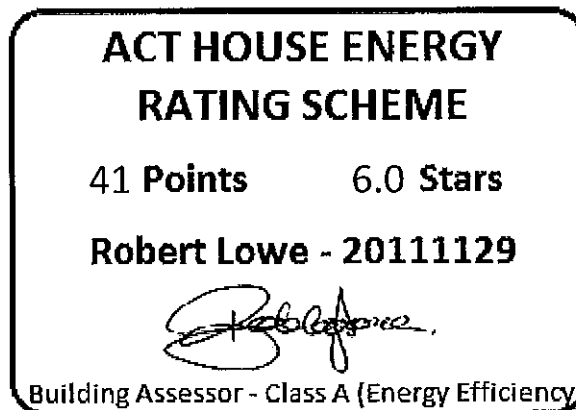 ACT HOUSE ENERGY
RATING SCHEME
41 Points 6.0 Stars
Robert Lowe - 20111129
Building Assessor - Class A (Energy Efficiency